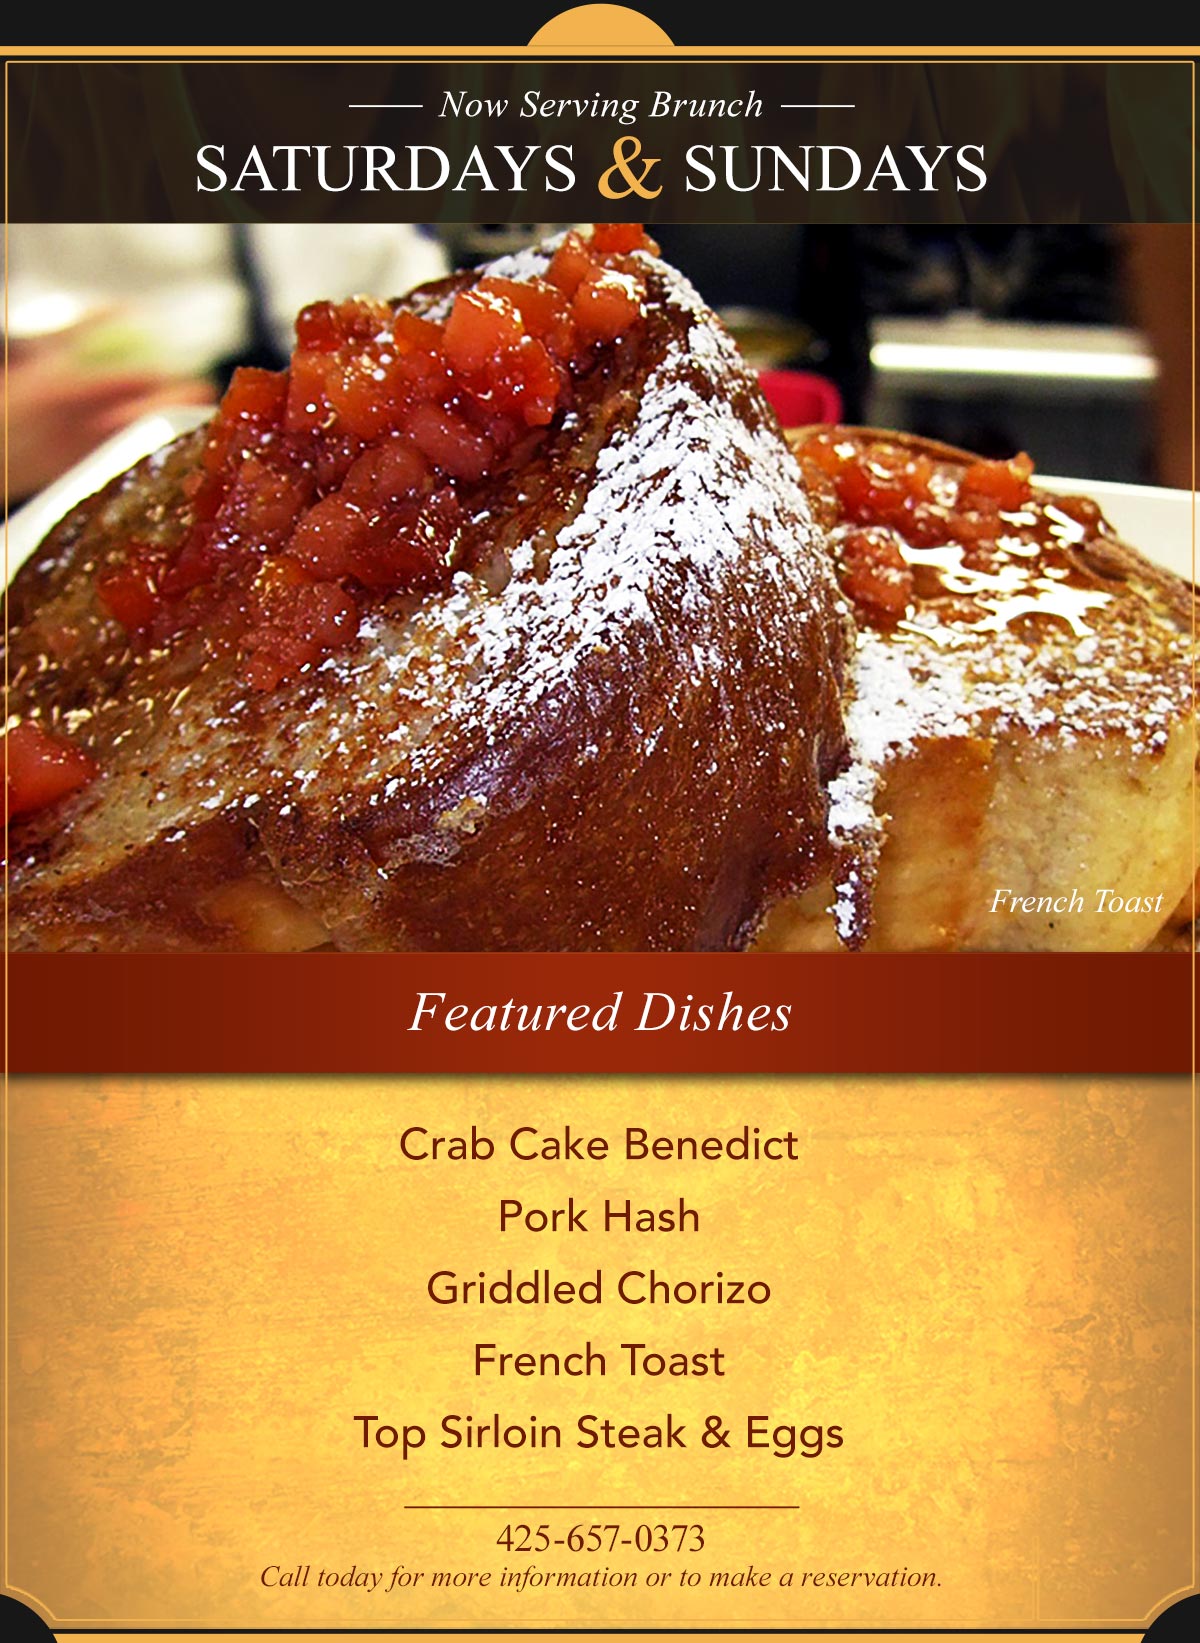 Now Serving Brunch
SATURDAYS & SUNDAYS
French Toast
Featured Dishes
Crab Cake Benedict
Pork Hash
Griddled Chorizo
French Toast
Top Sirloin Steak & Eggs
425-657-0373
Call today for more information or to make a reservation.